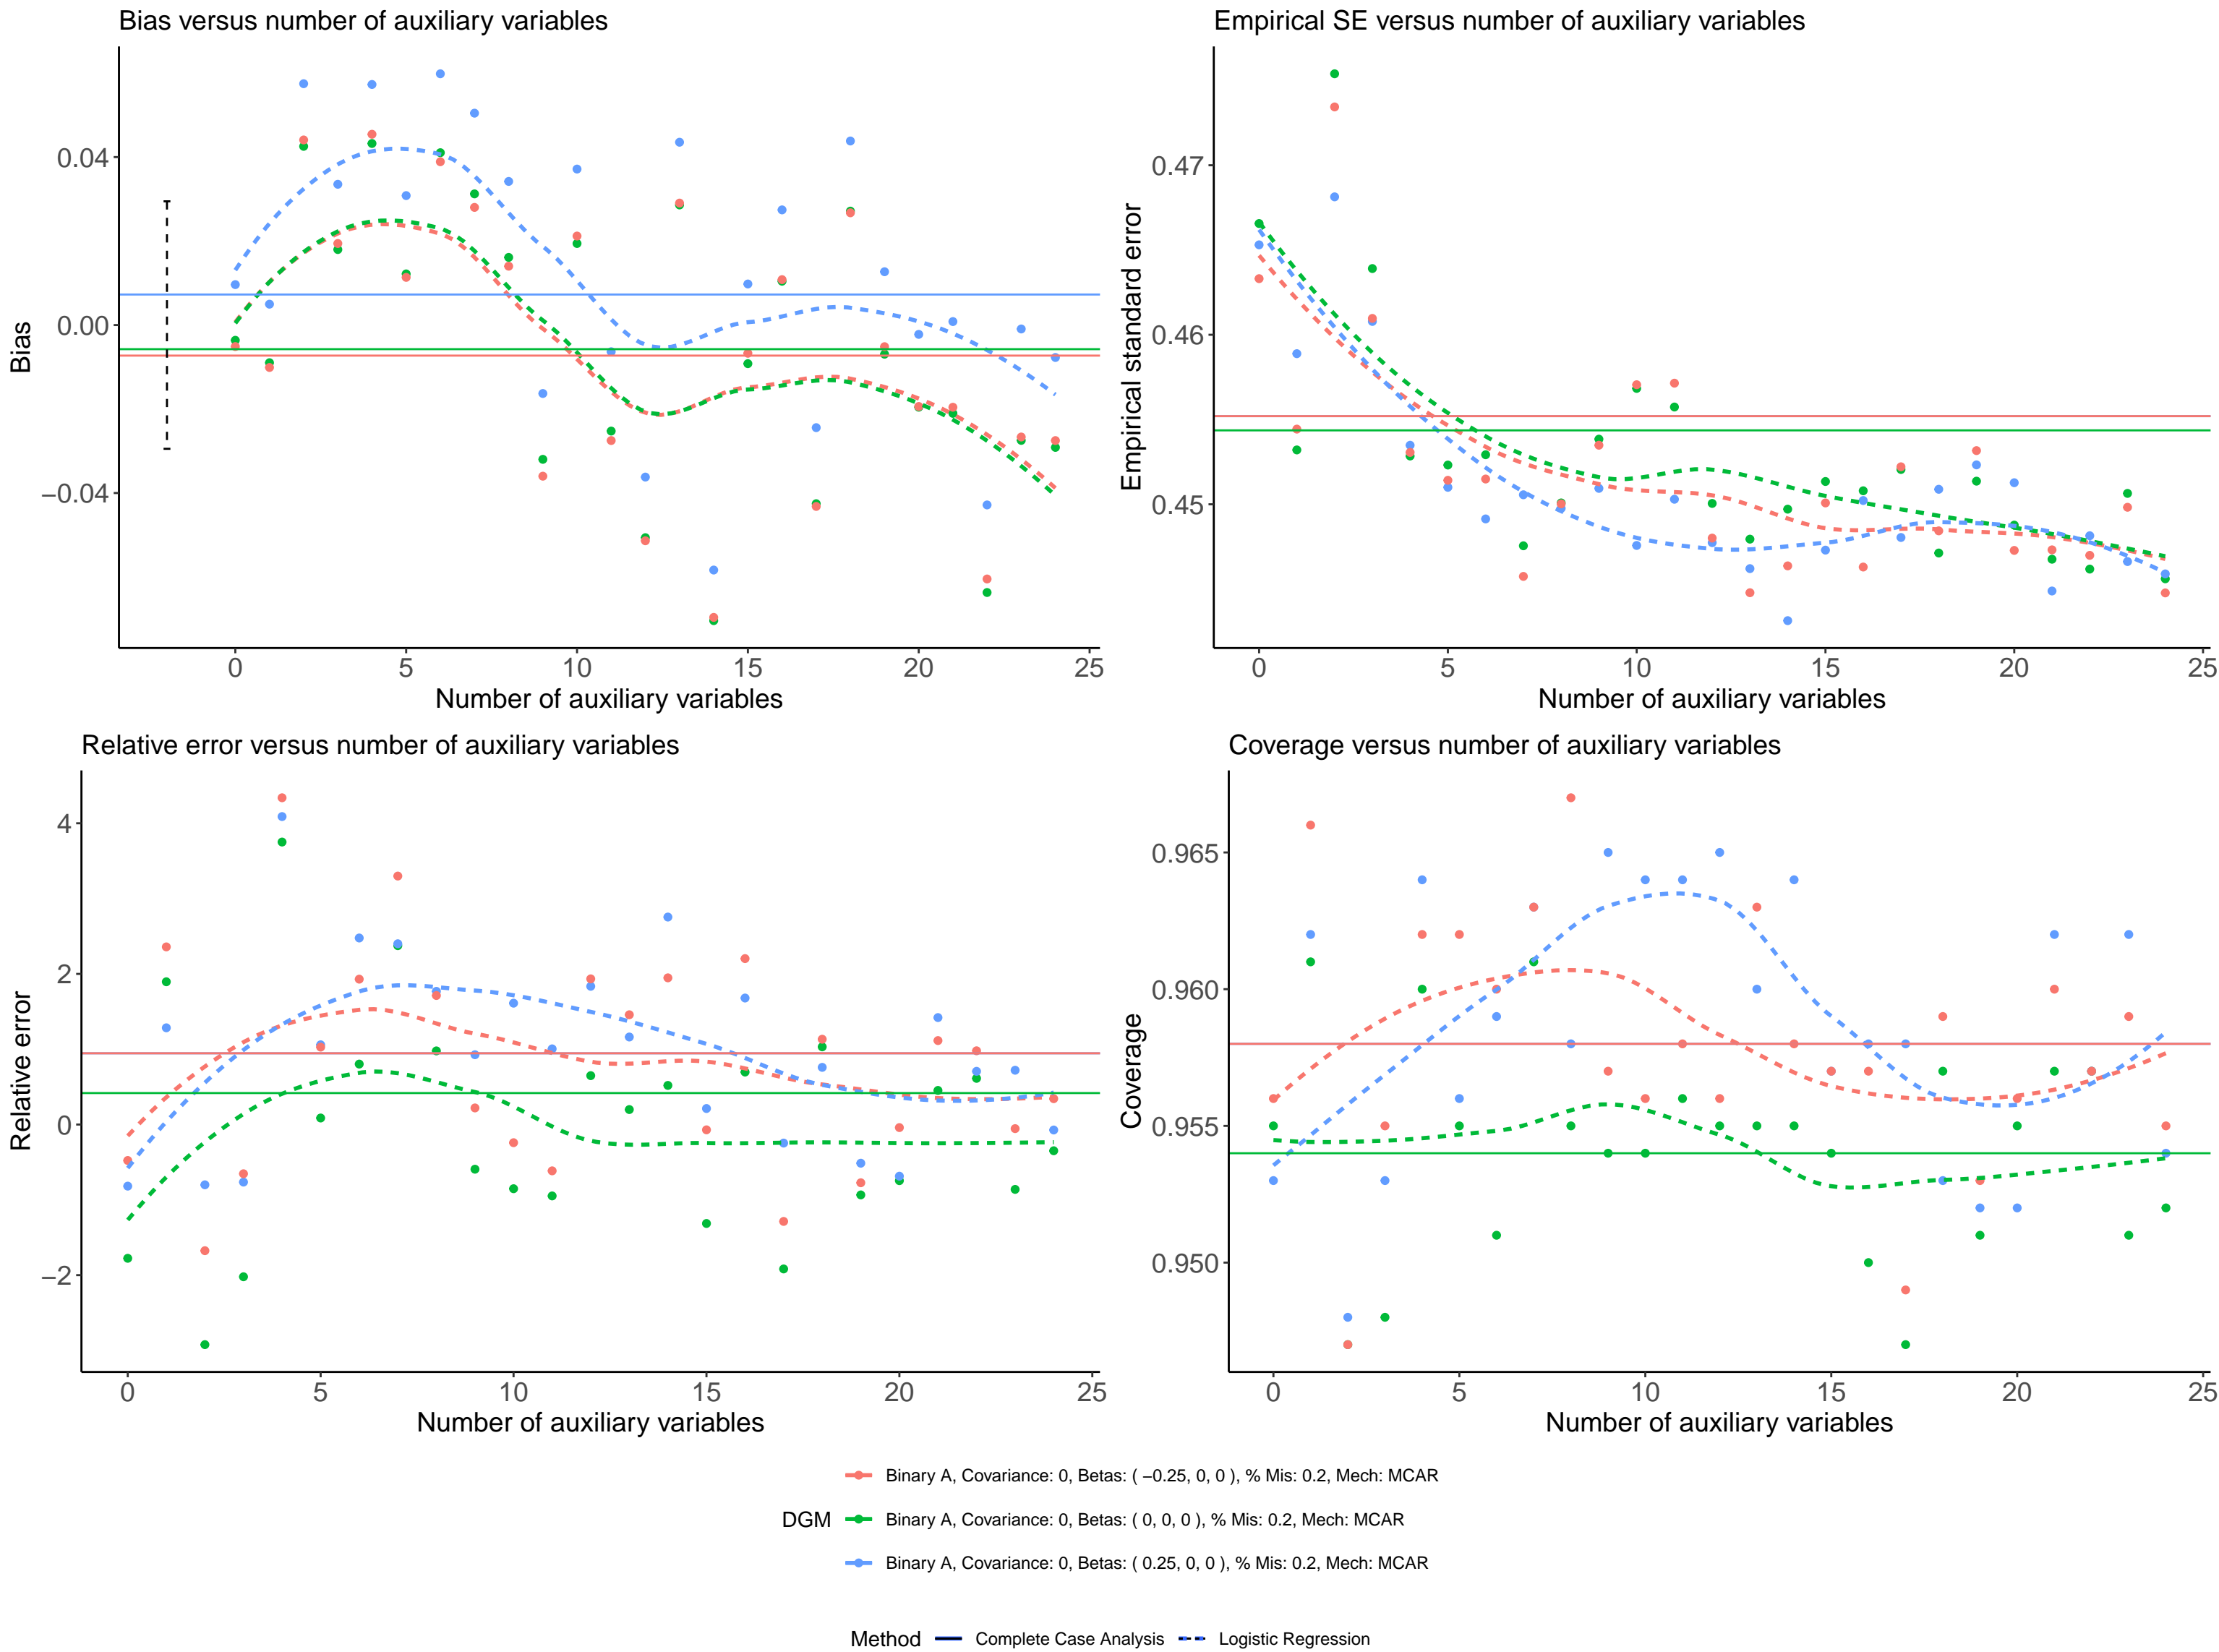 Bias versus number of auxiliary variables
Empirical SE versus number of auxiliary variables
Bias
0.04
0.00
−0.04
0 5 10 15 20 25
Number of auxiliary variables
Empirical standard error
0.47
0.46
0.45
0 5 10 15 20 25
Number of auxiliary variables
Relative error versus number of auxiliary variables
Coverage versus number of auxiliary variables
Relative error
4
2
0
−2
0 5 10 15 20 25
Number of auxiliary variables
Coverage
0.965
0.960
0.955
0.950
0 5 10 15 20 25
Number of auxiliary variables
DGM
Binary A, Covariance: 0, Betas: ( −0.25, 0, 0 ), % Mis: 0.2, Mech: MCAR
Binary A, Covariance: 0, Betas: ( 0, 0, 0 ), % Mis: 0.2, Mech: MCAR
Binary A, Covariance: 0, Betas: ( 0.25, 0, 0 ), % Mis: 0.2, Mech: MCAR
Method Complete Case Analysis Logistic Regression